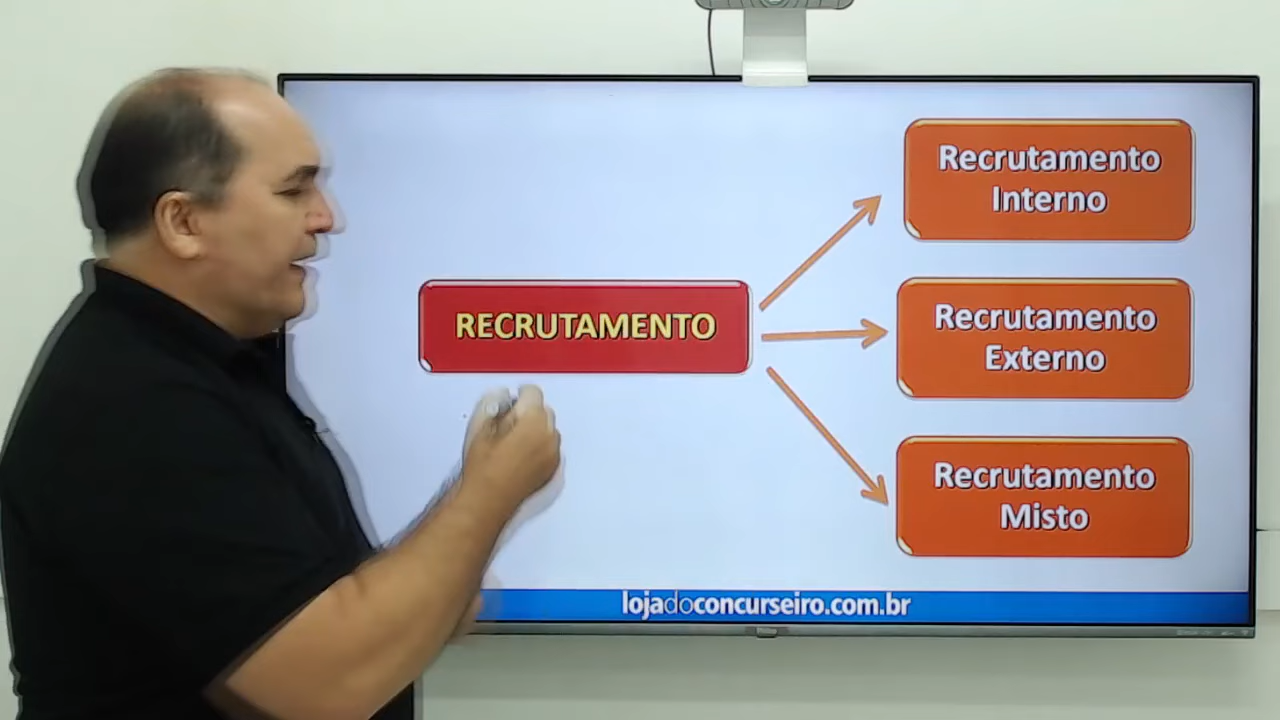 RECRUTAMENTO
Recrutamento
Interno
Recrutamento
Externo
Recrutamento
Misto
lojadoconcurseiro.com.br